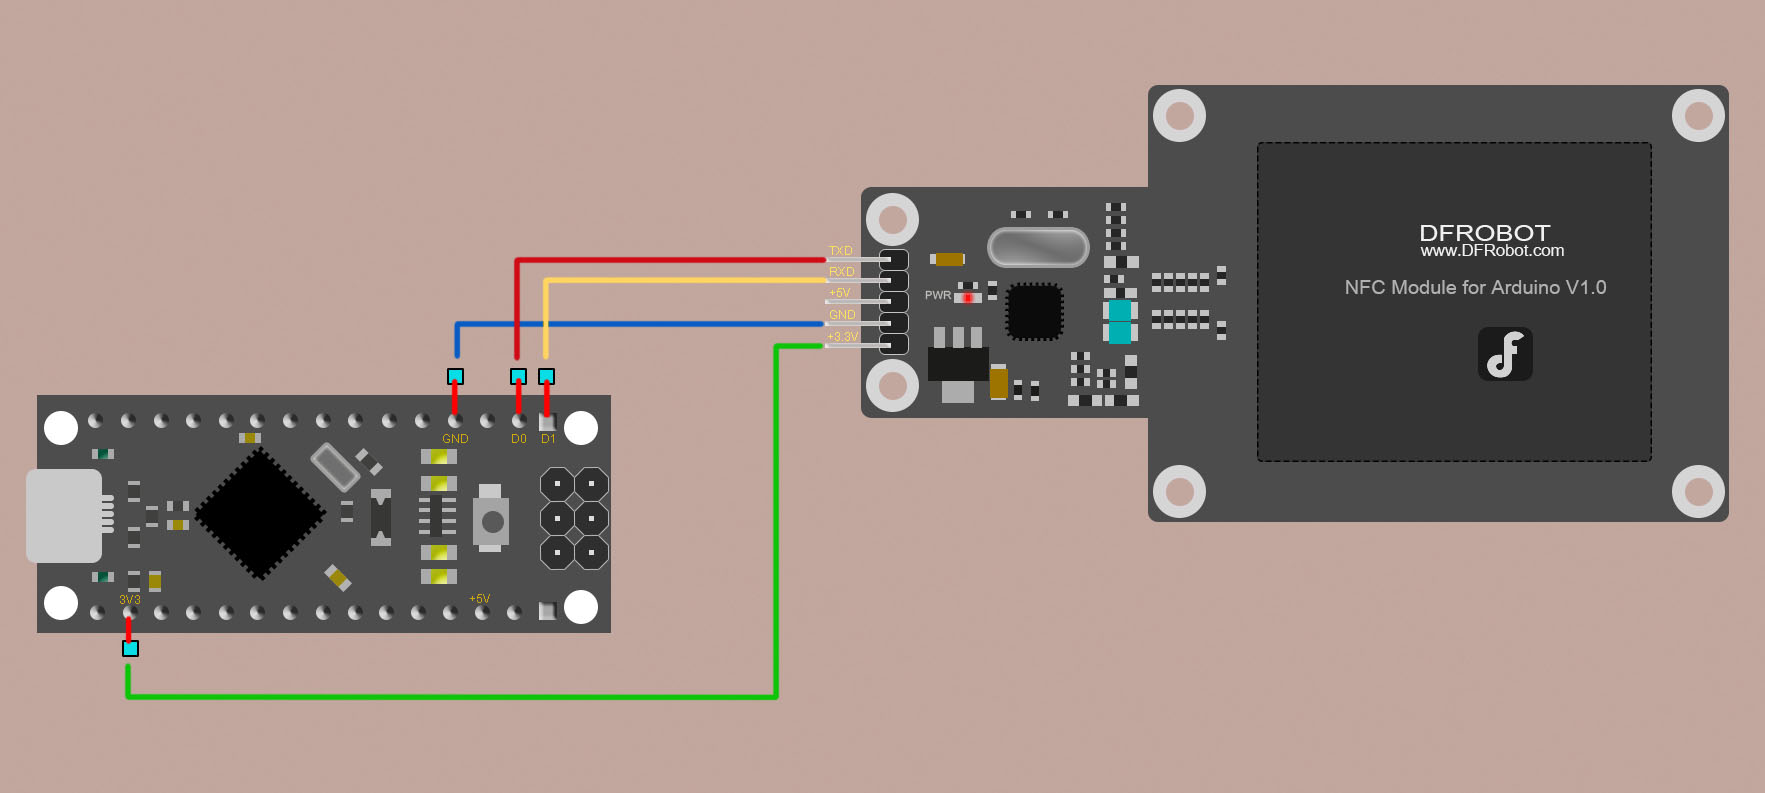 TXD
RXD
+5V
GND
+3.3V
PWR
DFROBOT
www.DFRobot.com
NFC Module for Arduino V1.0
GND
D0
D1
3V3
+5V